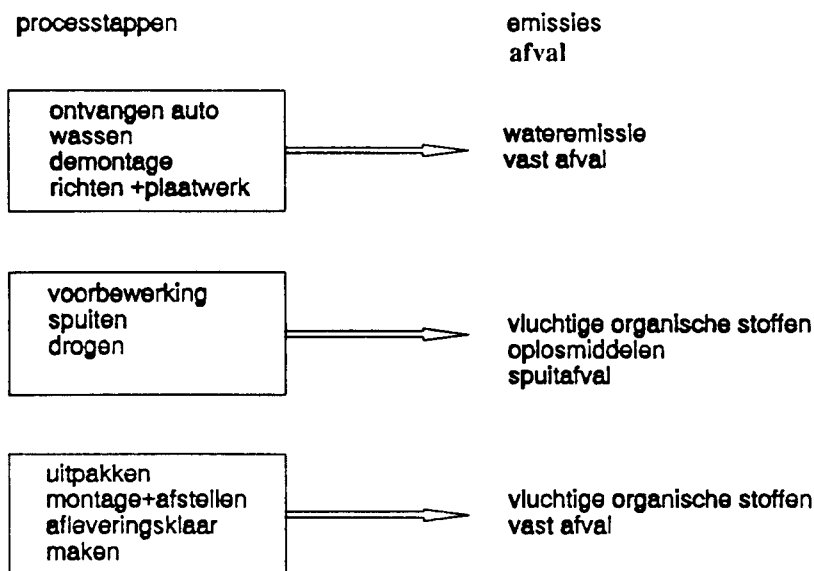 processtappen
emissies
afval
ontvangen auto
wassen
demontage
richten +plaatwerk
wateremissie
vast afval
voorbewerking
spuiten
drogen
vluchtige organische stoffen
oplosmiddelen
spuitafval
uitpakken
montage+afstellen
afleveringsklaar
maken
vluchtige organische stoffen
vast afval